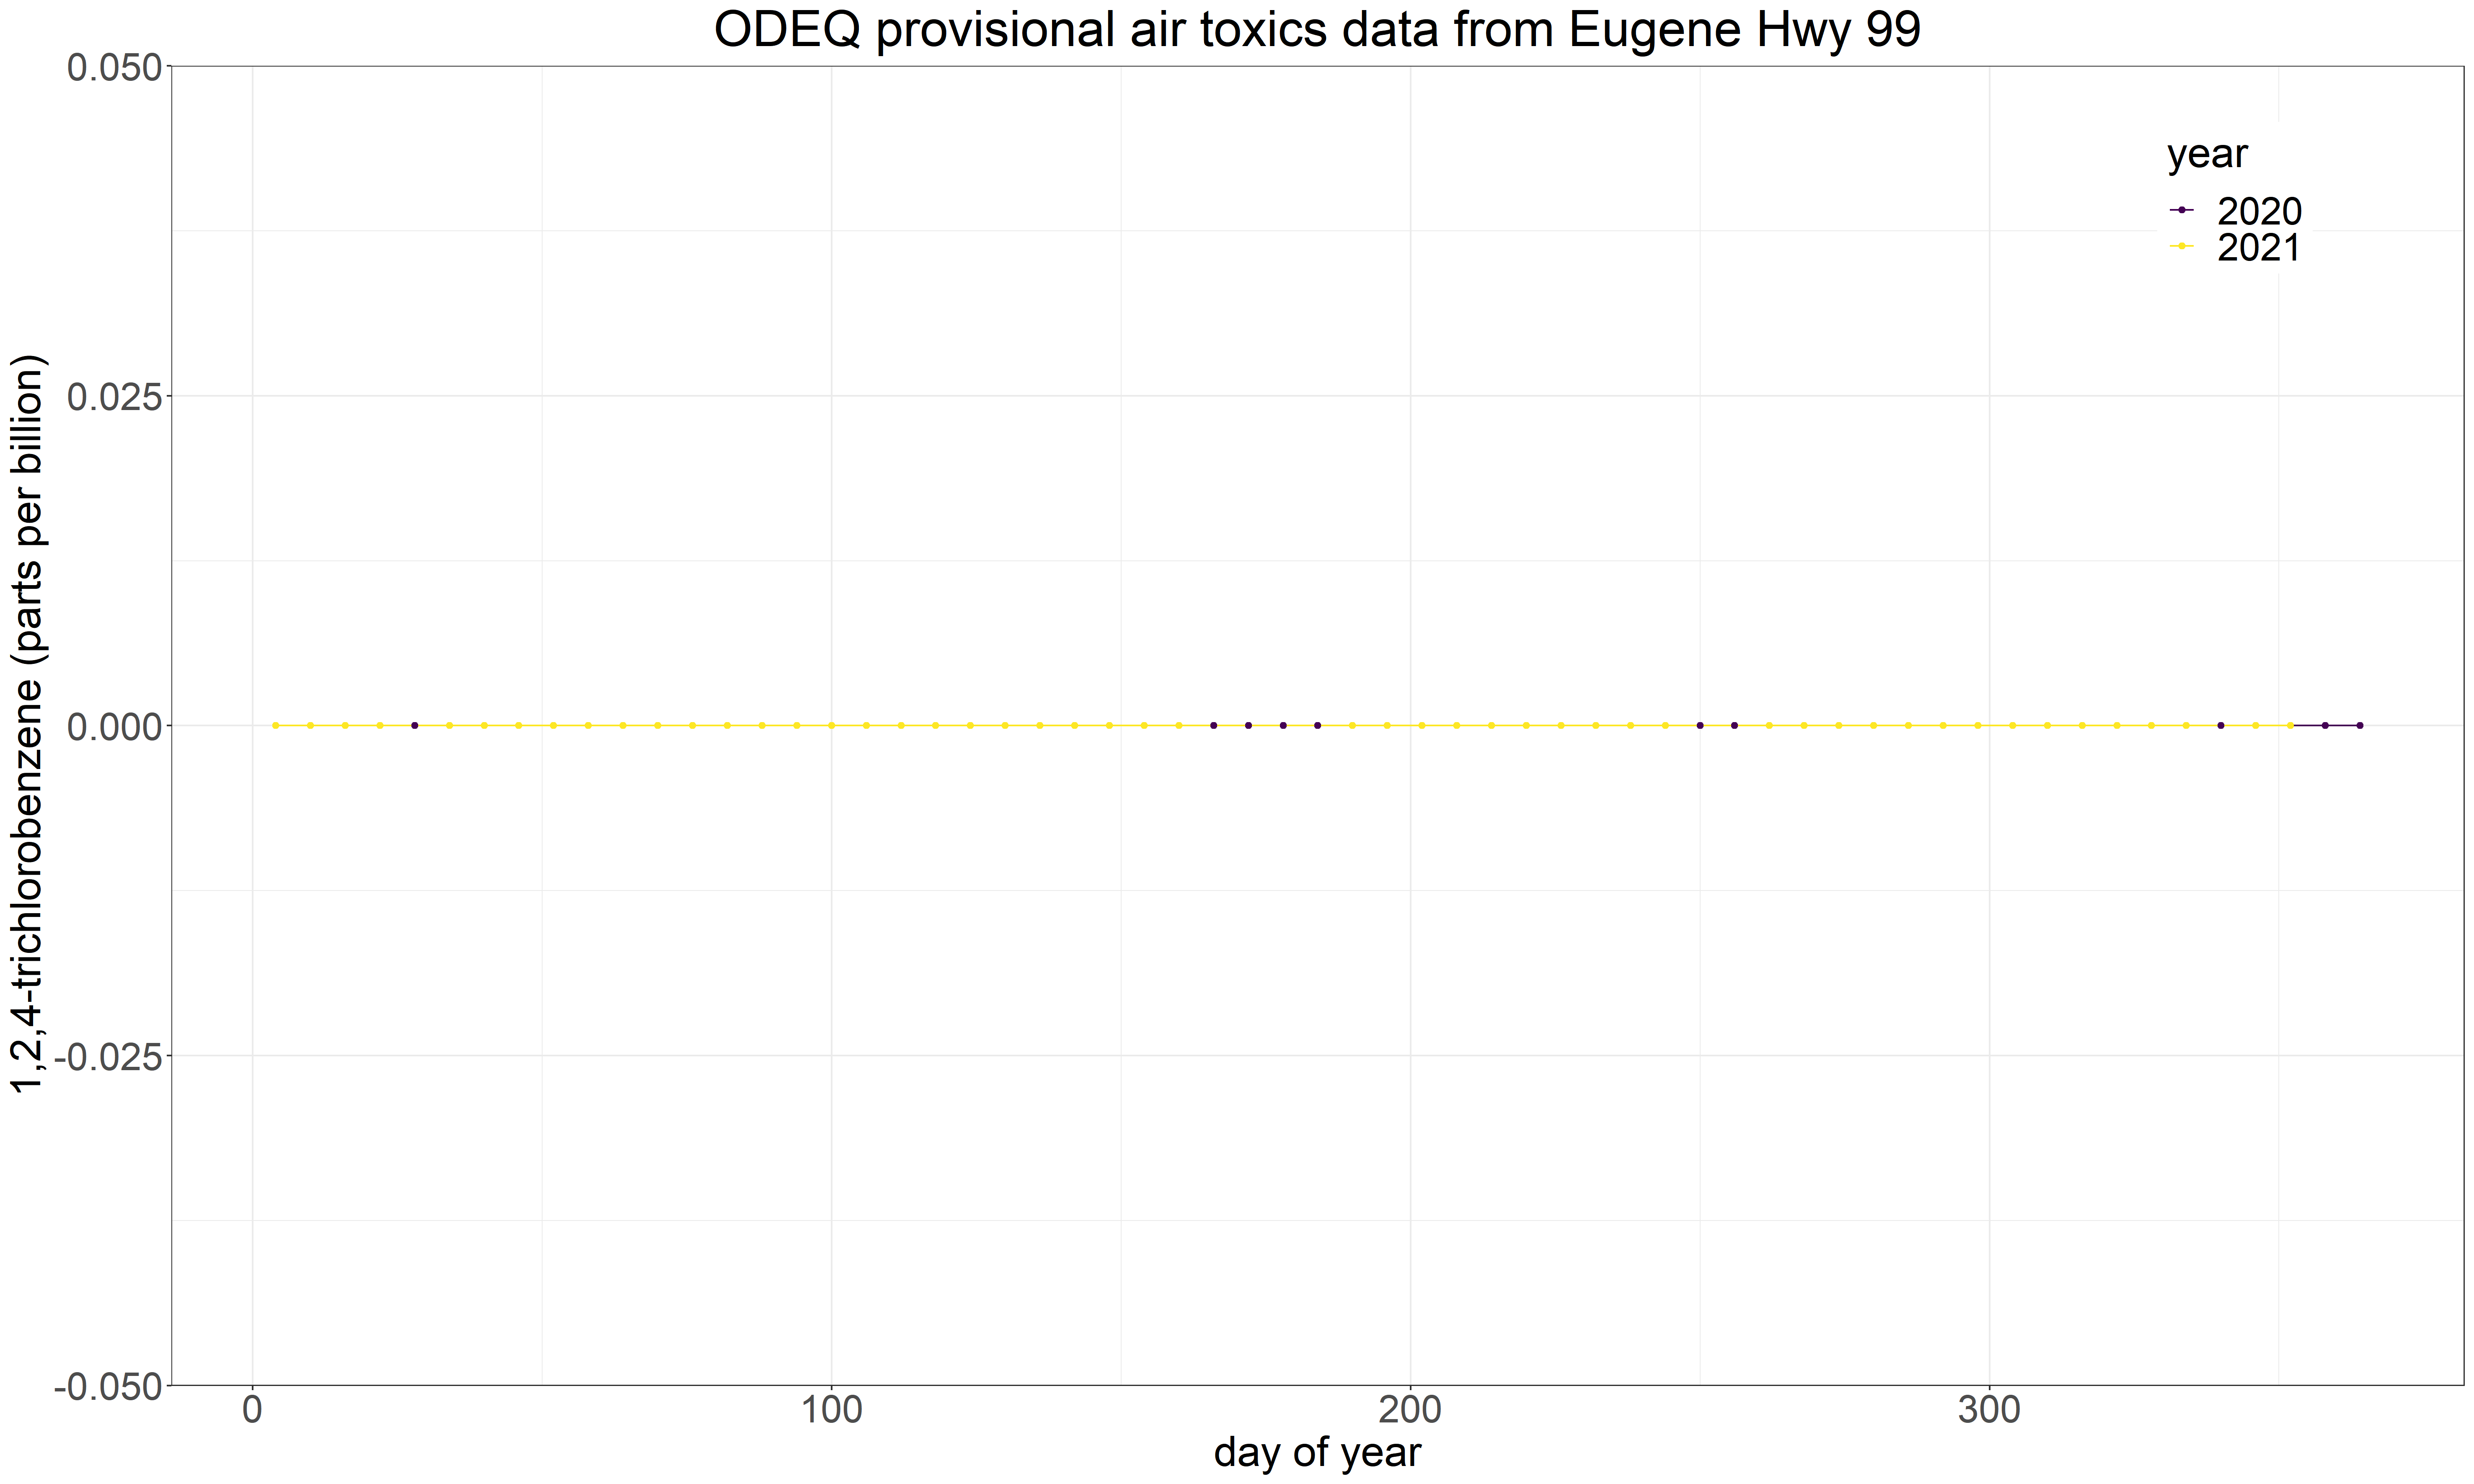 ODEQ provisional air toxics data from Eugene Hwy 99
0.050
0.025
0.000
-0.025
-0.050
1,2,4-trichlorobenzene (parts per billion)
year
2020
2021
0 100 200 300
day of year